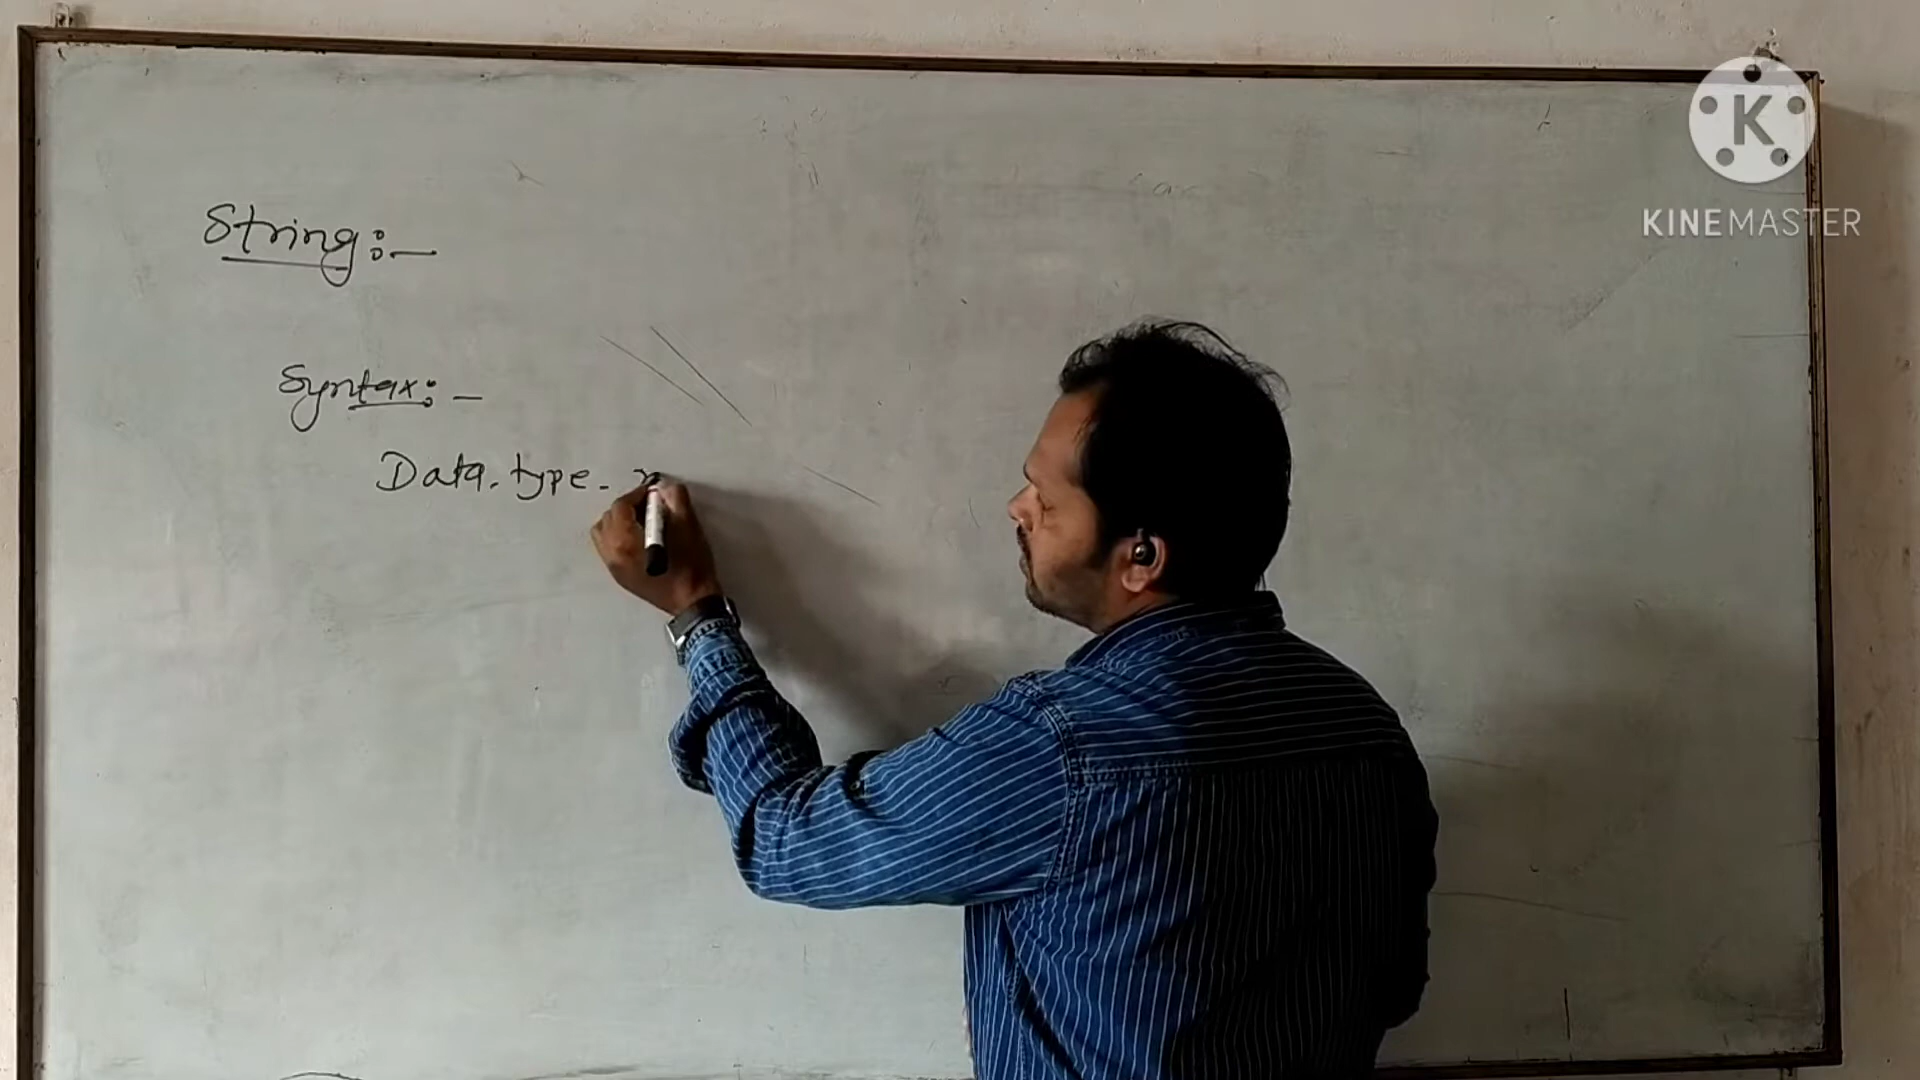 String:-
Syntax:-
Data-type-
K
KINEMASTER